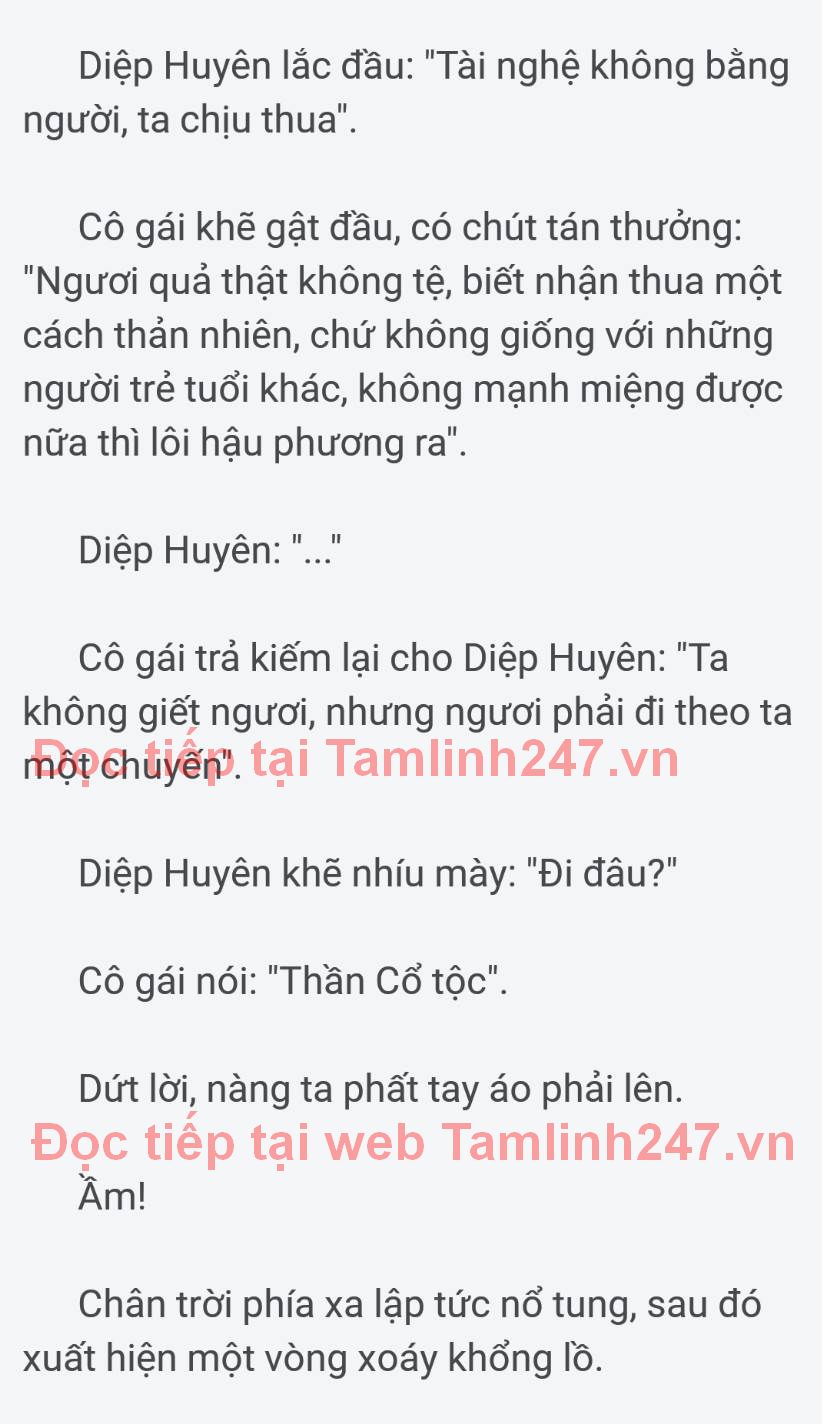 Diệp Huyên lắc đầu: "Tài nghệ không bằng
người, ta chịu thua".
Cô gái khẽ gật đầu, có chút tán thưởng:
"Ngươi quả thật không tệ, biết nhận thua một
cách thản nhiên, chứ không giống với những
người trẻ tuổi khác, không mạnh miệng được
nữa thì lôi hậu phương ra".
Diệp Huyên: "..."
Cô gái trả kiếm lại cho Diệp Huyên: "Ta
không giết ngươi, nhưng ngươi phải đi theo ta
một chuyến".
Đọc tiếp tại Tamlinh247.vn
Diệp Huyên khẽ nhíu mày: "Đi đâu?"
Cô gái nói: "Thần Cổ tộc".
Dứt lời, nàng ta phất tay áo phải lên.
Đọc tiếp tại web Tamlinh247.vn
Ầm!
Chân trời phía xa lập tức nổ tung, sau đó
xuất hiện một vòng xoáy khổng lồ.